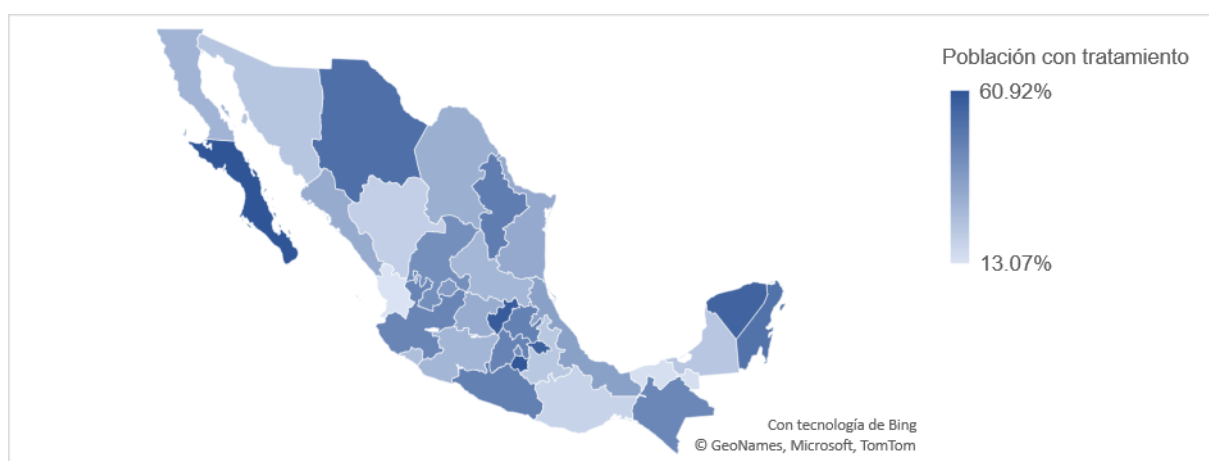 Población con tratamiento
60.92%
13.07%
Con tecnología de Bing
© GeoNames, Microsoft, TomTom